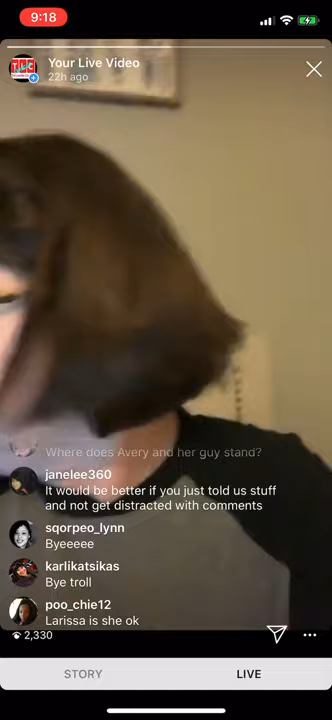 9:18
Your Live Video
22h ago
Where does Avery and her guy stand?
janelee360
It would be better if you just told us stuff
and not get distracted with comments
sqorpeo_lynn
Byeeeee
karlikatsikas
Bye troll
poo_chie12
Larissa is she ok
2,330
STORY
LIVE